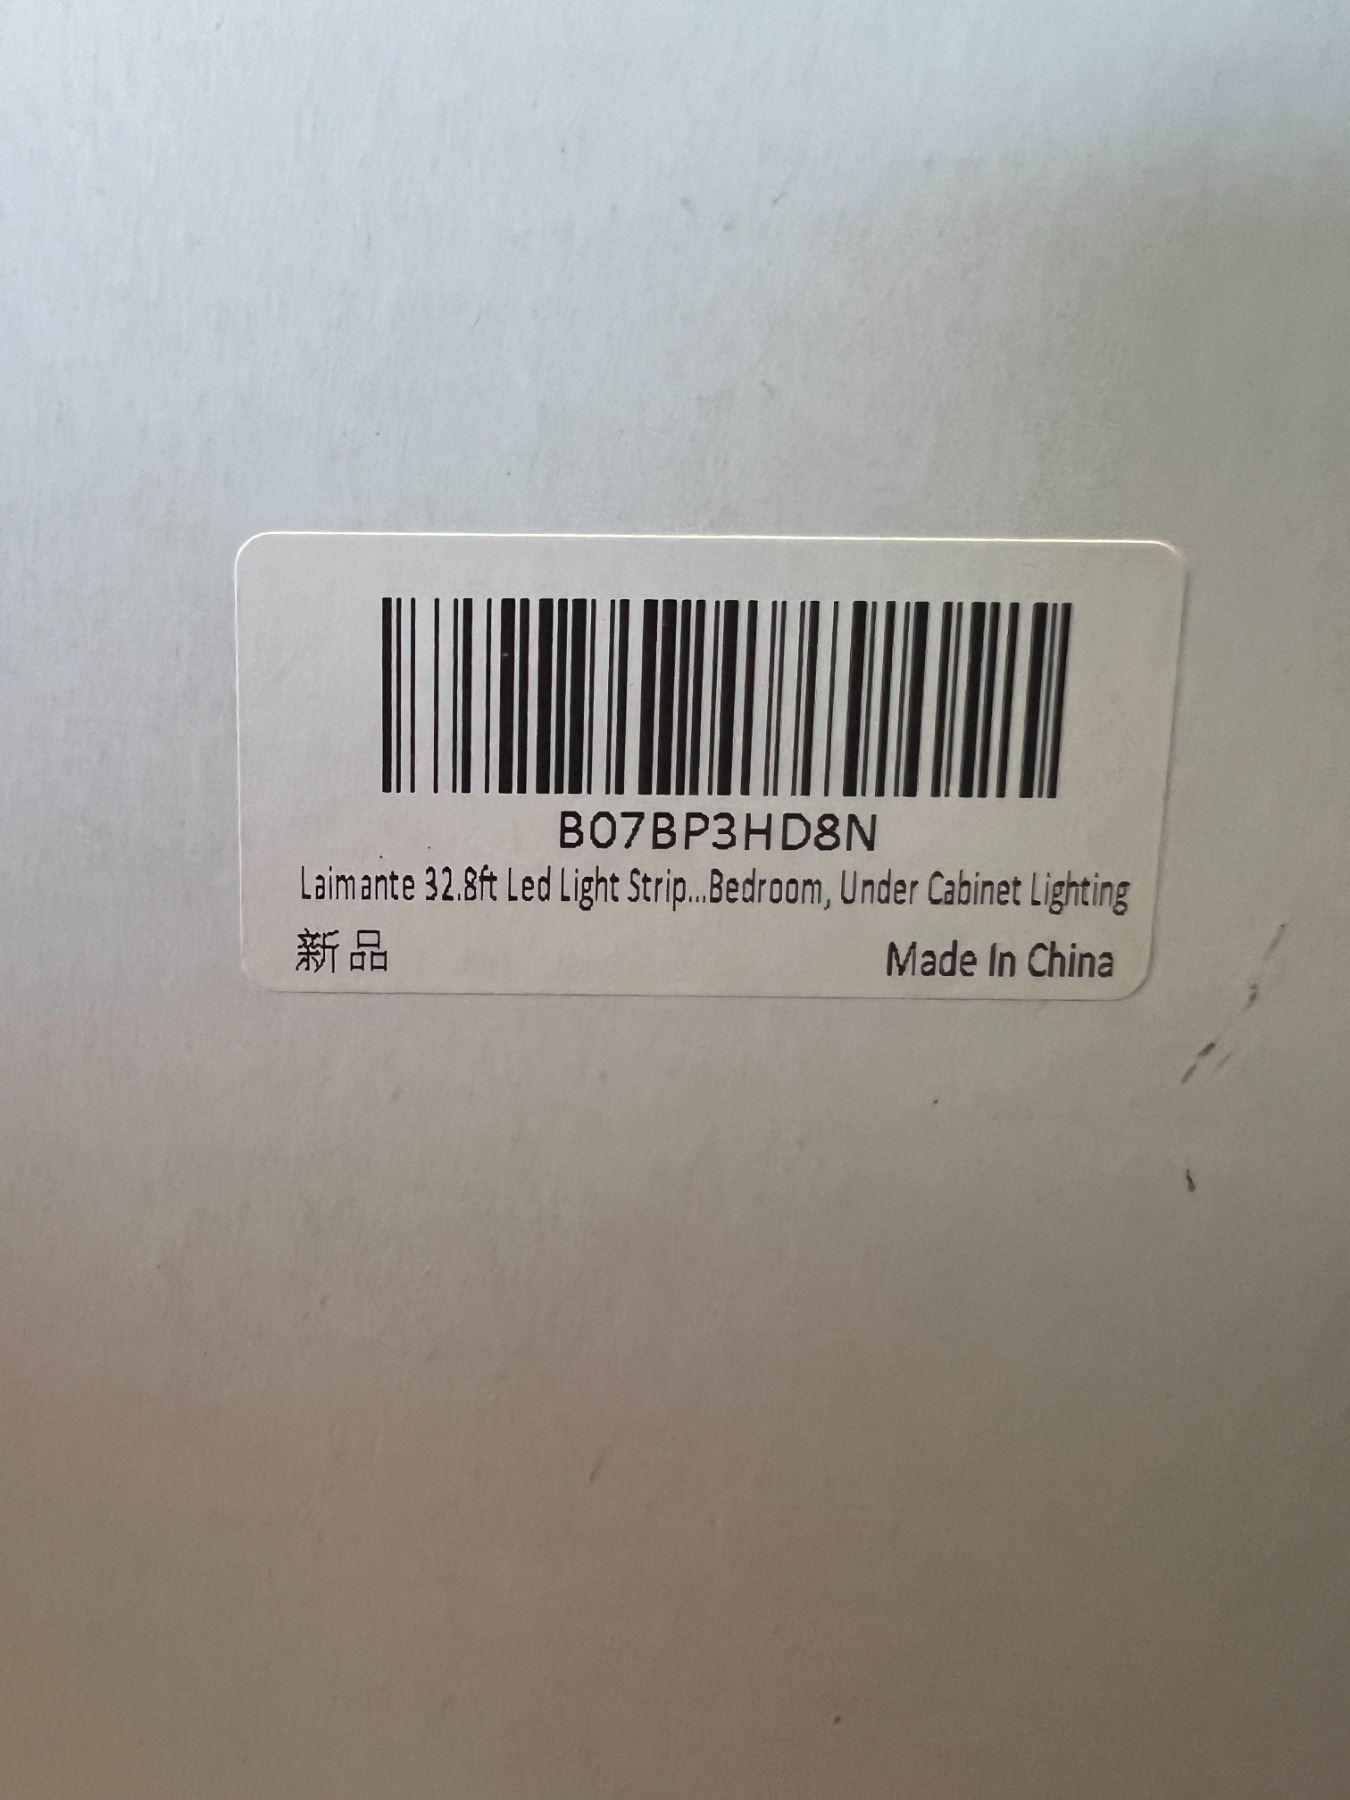 B07BP3HD8N
Laimante 32.8ft Led Light Strip...Bedroom, Under Cabinet Lighting
新品 Made In China